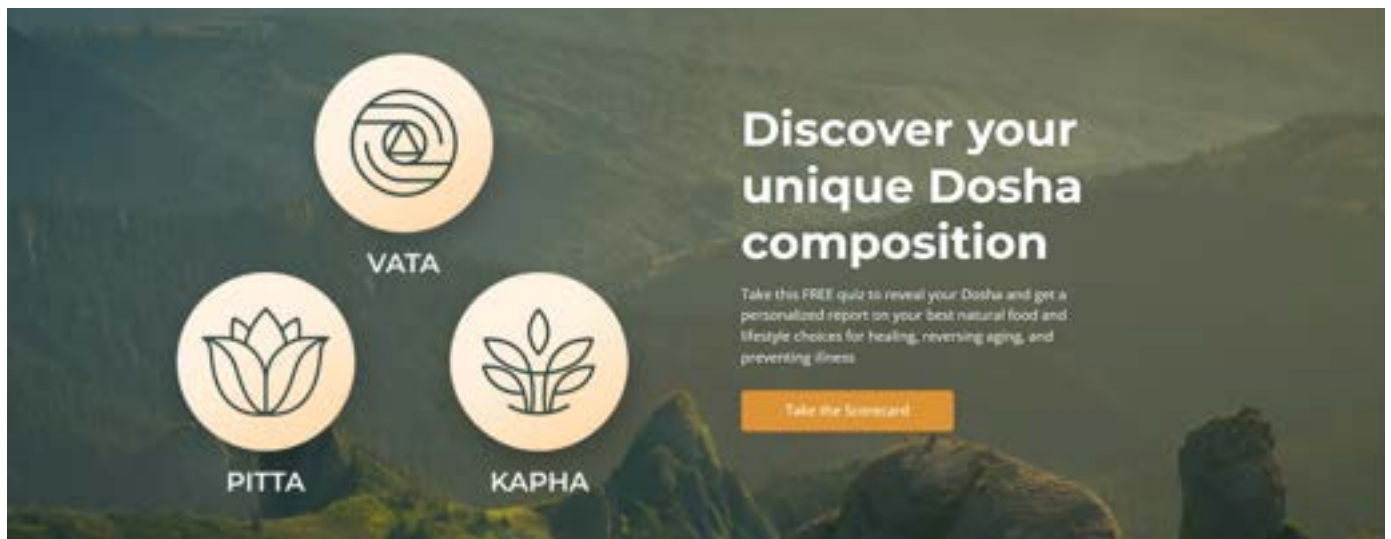 VATA
PITTA
KAPHA
Discover your
unique Dosha
composition
Take this FREE quiz to reveal your Dosha and get a
personalized report on your best natural food and
lifestyle choices for healing, reversing aging, and
preventing illness
Take the Scorecard